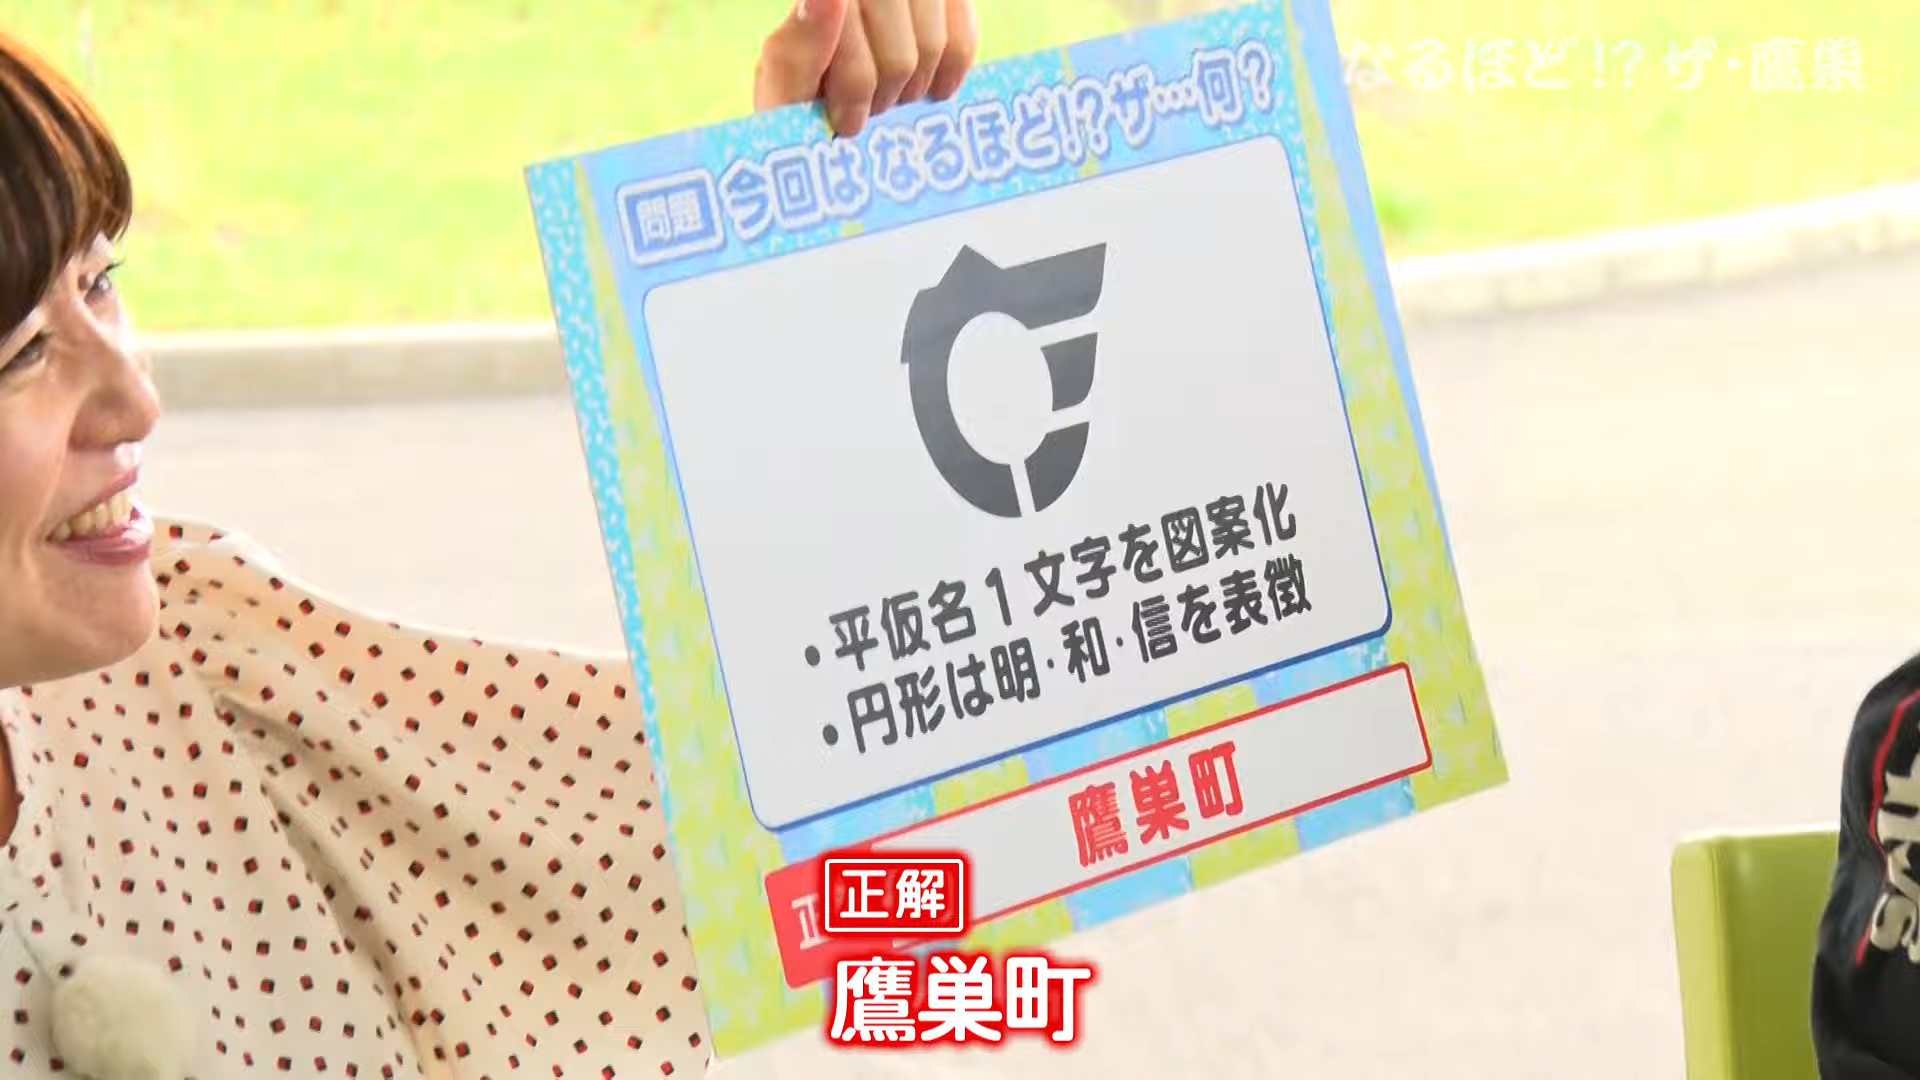 なるほど!?ザ・鷹巣
問題 今回は なるほど!?ザ…何?
・平仮名1文字を図案化
・円形は明・和・信を表徴
鷹巣町
正
正解
鷹巣町